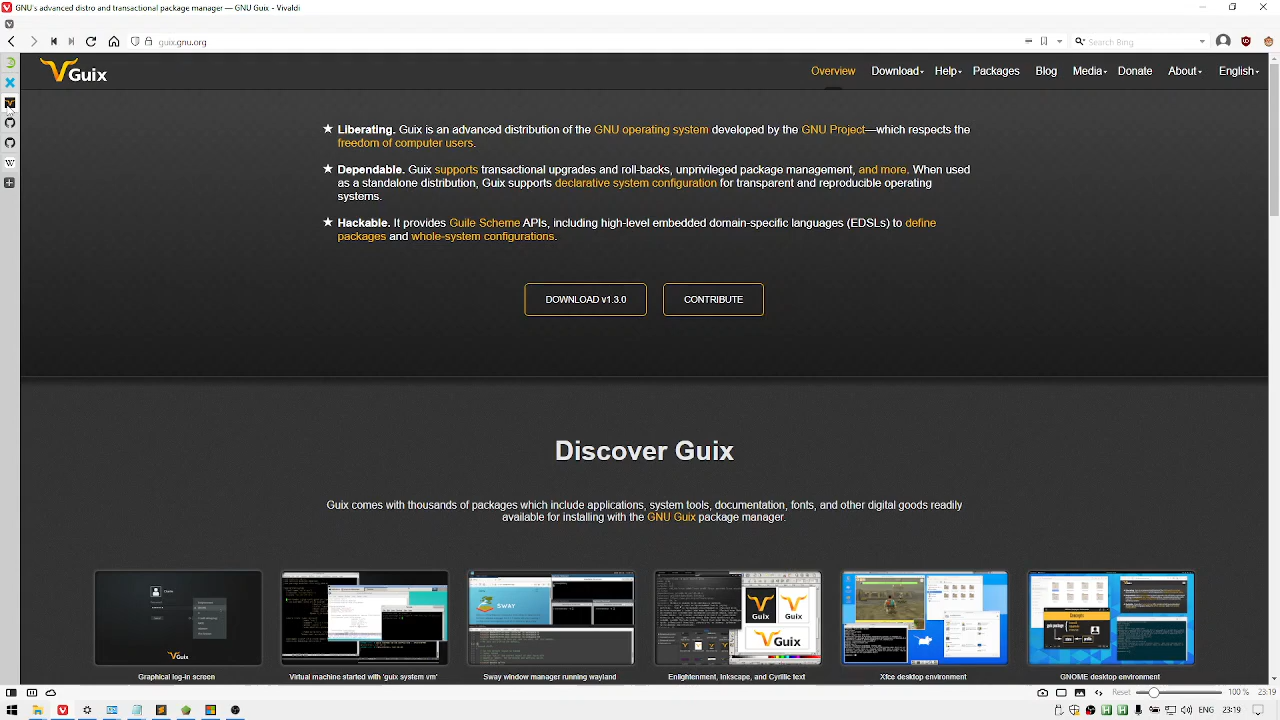 GNU's advanced distro and transactional package manager — GNU Guix - Vivaldi
guix.gnu.org
Search Bing
Guix
Overview
Download
Help
Packages
Blog
Media
Donate
About
English
★ Liberating. Guix is an advanced distribution of the GNU operating system developed by the GNU Project—which respects the
freedom of computer users.
★ Dependable. Guix supports transactional upgrades and roll-backs, unprivileged package management, and more. When used
as a standalone distribution, Guix supports declarative system configuration for transparent and reproducible operating
systems.
★ Hackable. It provides Guile Scheme APIs, including high-level embedded domain-specific languages (EDSLs) to define
packages and whole-system configurations.
DOWNLOAD v1.3.0
CONTRIBUTE
Discover Guix
Guix comes with thousands of packages which include applications, system tools, documentation, fonts, and other digital goods readily
available for installing with the GNU Guix package manager.
Guix
SWAY
Guix
Guix
Guix
Graphical log-in screen
Virtual machine started with 'guix system vm'
Sway window manager running wayland
Enlightenment, Inkscape, and Cyrillic text
Xfce desktop environment
GNOME desktop environment
Reset
100 %
23:19
ENG
23:19